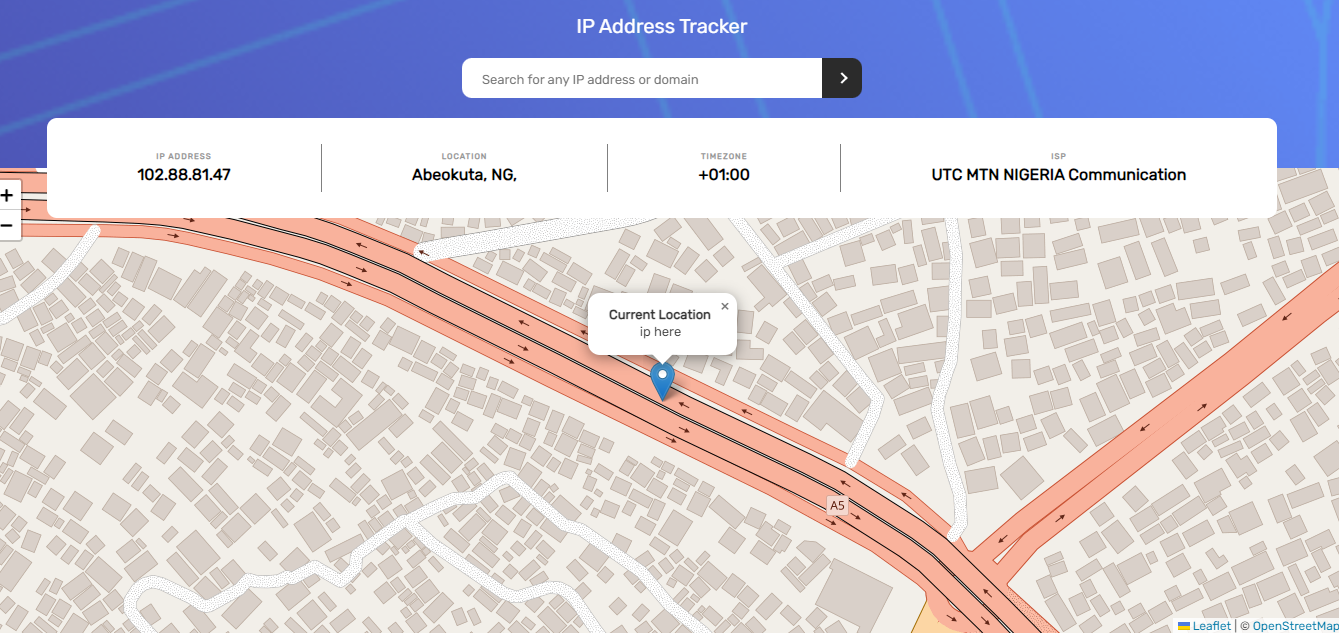 IP Address Tracker
Search for any IP address or domain
IP ADDRESS
102.88.81.47
LOCATION
Abeokuta, NG,
TIMEZONE
+01:00
ISP
UTC MTN NIGERIA Communication
+
−
Current Location
ip here
×
A5
Leaflet | © OpenStreetMap